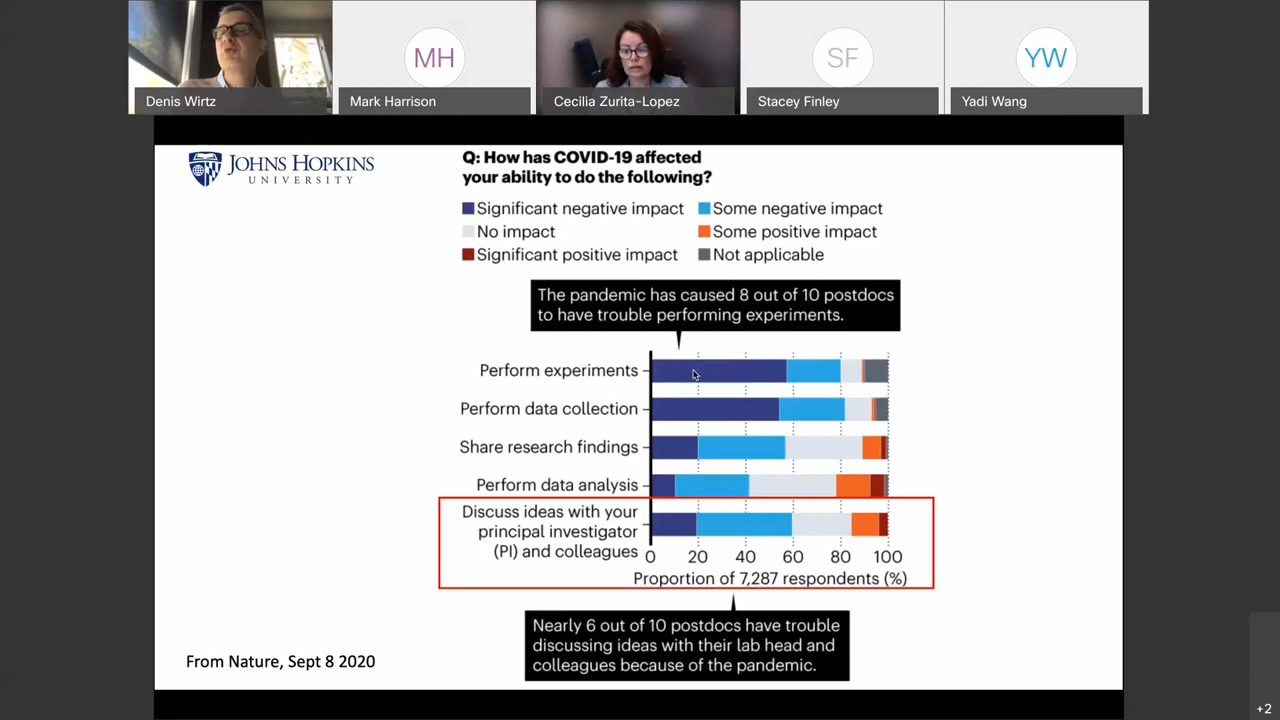 MH
SF
YW
Denis Wirtz
Mark Harrison
Cecilia Zurita-Lopez
Stacey Finley
Yadi Wang
JOHNS HOPKINS
UNIVERSITY
Q: How has COVID-19 affected
your ability to do the following?
Significant negative impact
Some negative impact
No impact
Some positive impact
Significant positive impact
Not applicable
The pandemic has caused 8 out of 10 postdocs
to have trouble performing experiments.
Perform experiments
Perform data collection
Share research findings
Perform data analysis
Discuss ideas with your
principal investigator
(PI) and colleagues
0 20 40 60 80 100
Proportion of 7,287 respondents (%)
Nearly 6 out of 10 postdocs have trouble
discussing ideas with their lab head and
colleagues because of the pandemic.
From Nature, Sept 8 2020
+2